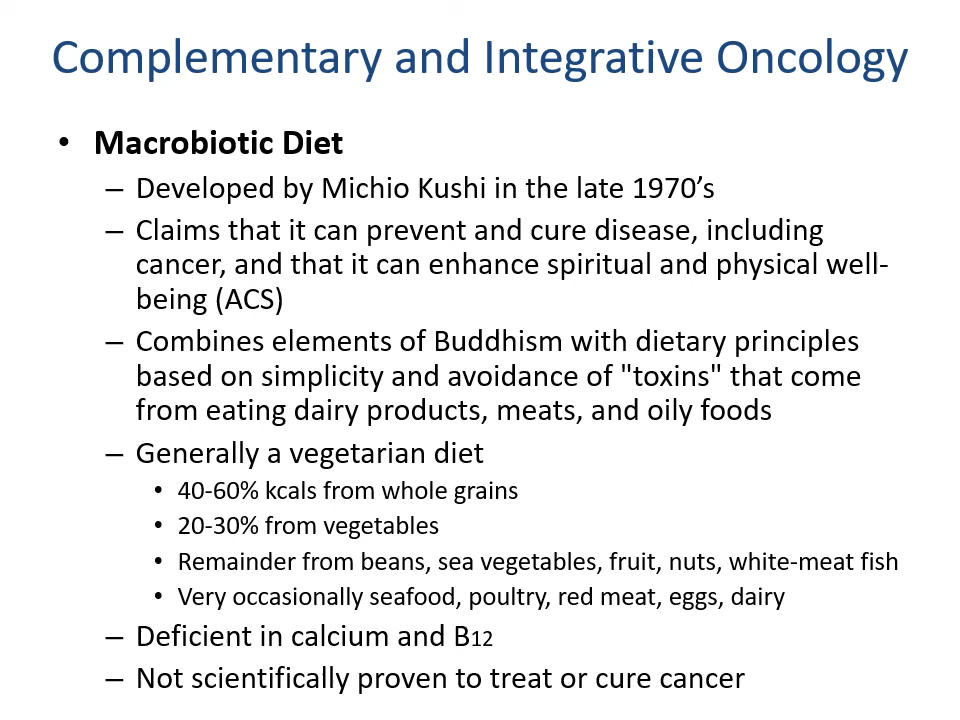 Complementary and Integrative Oncology
• Macrobiotic Diet
– Developed by Michio Kushi in the late 1970’s
– Claims that it can prevent and cure disease, including
cancer, and that it can enhance spiritual and physical well-
being (ACS)
– Combines elements of Buddhism with dietary principles
based on simplicity and avoidance of "toxins" that come
from eating dairy products, meats, and oily foods
– Generally a vegetarian diet
• 40-60% kcals from whole grains
• 20-30% from vegetables
• Remainder from beans, sea vegetables, fruit, nuts, white-meat fish
• Very occasionally seafood, poultry, red meat, eggs, dairy
– Deficient in calcium and B12
– Not scientifically proven to treat or cure cancer